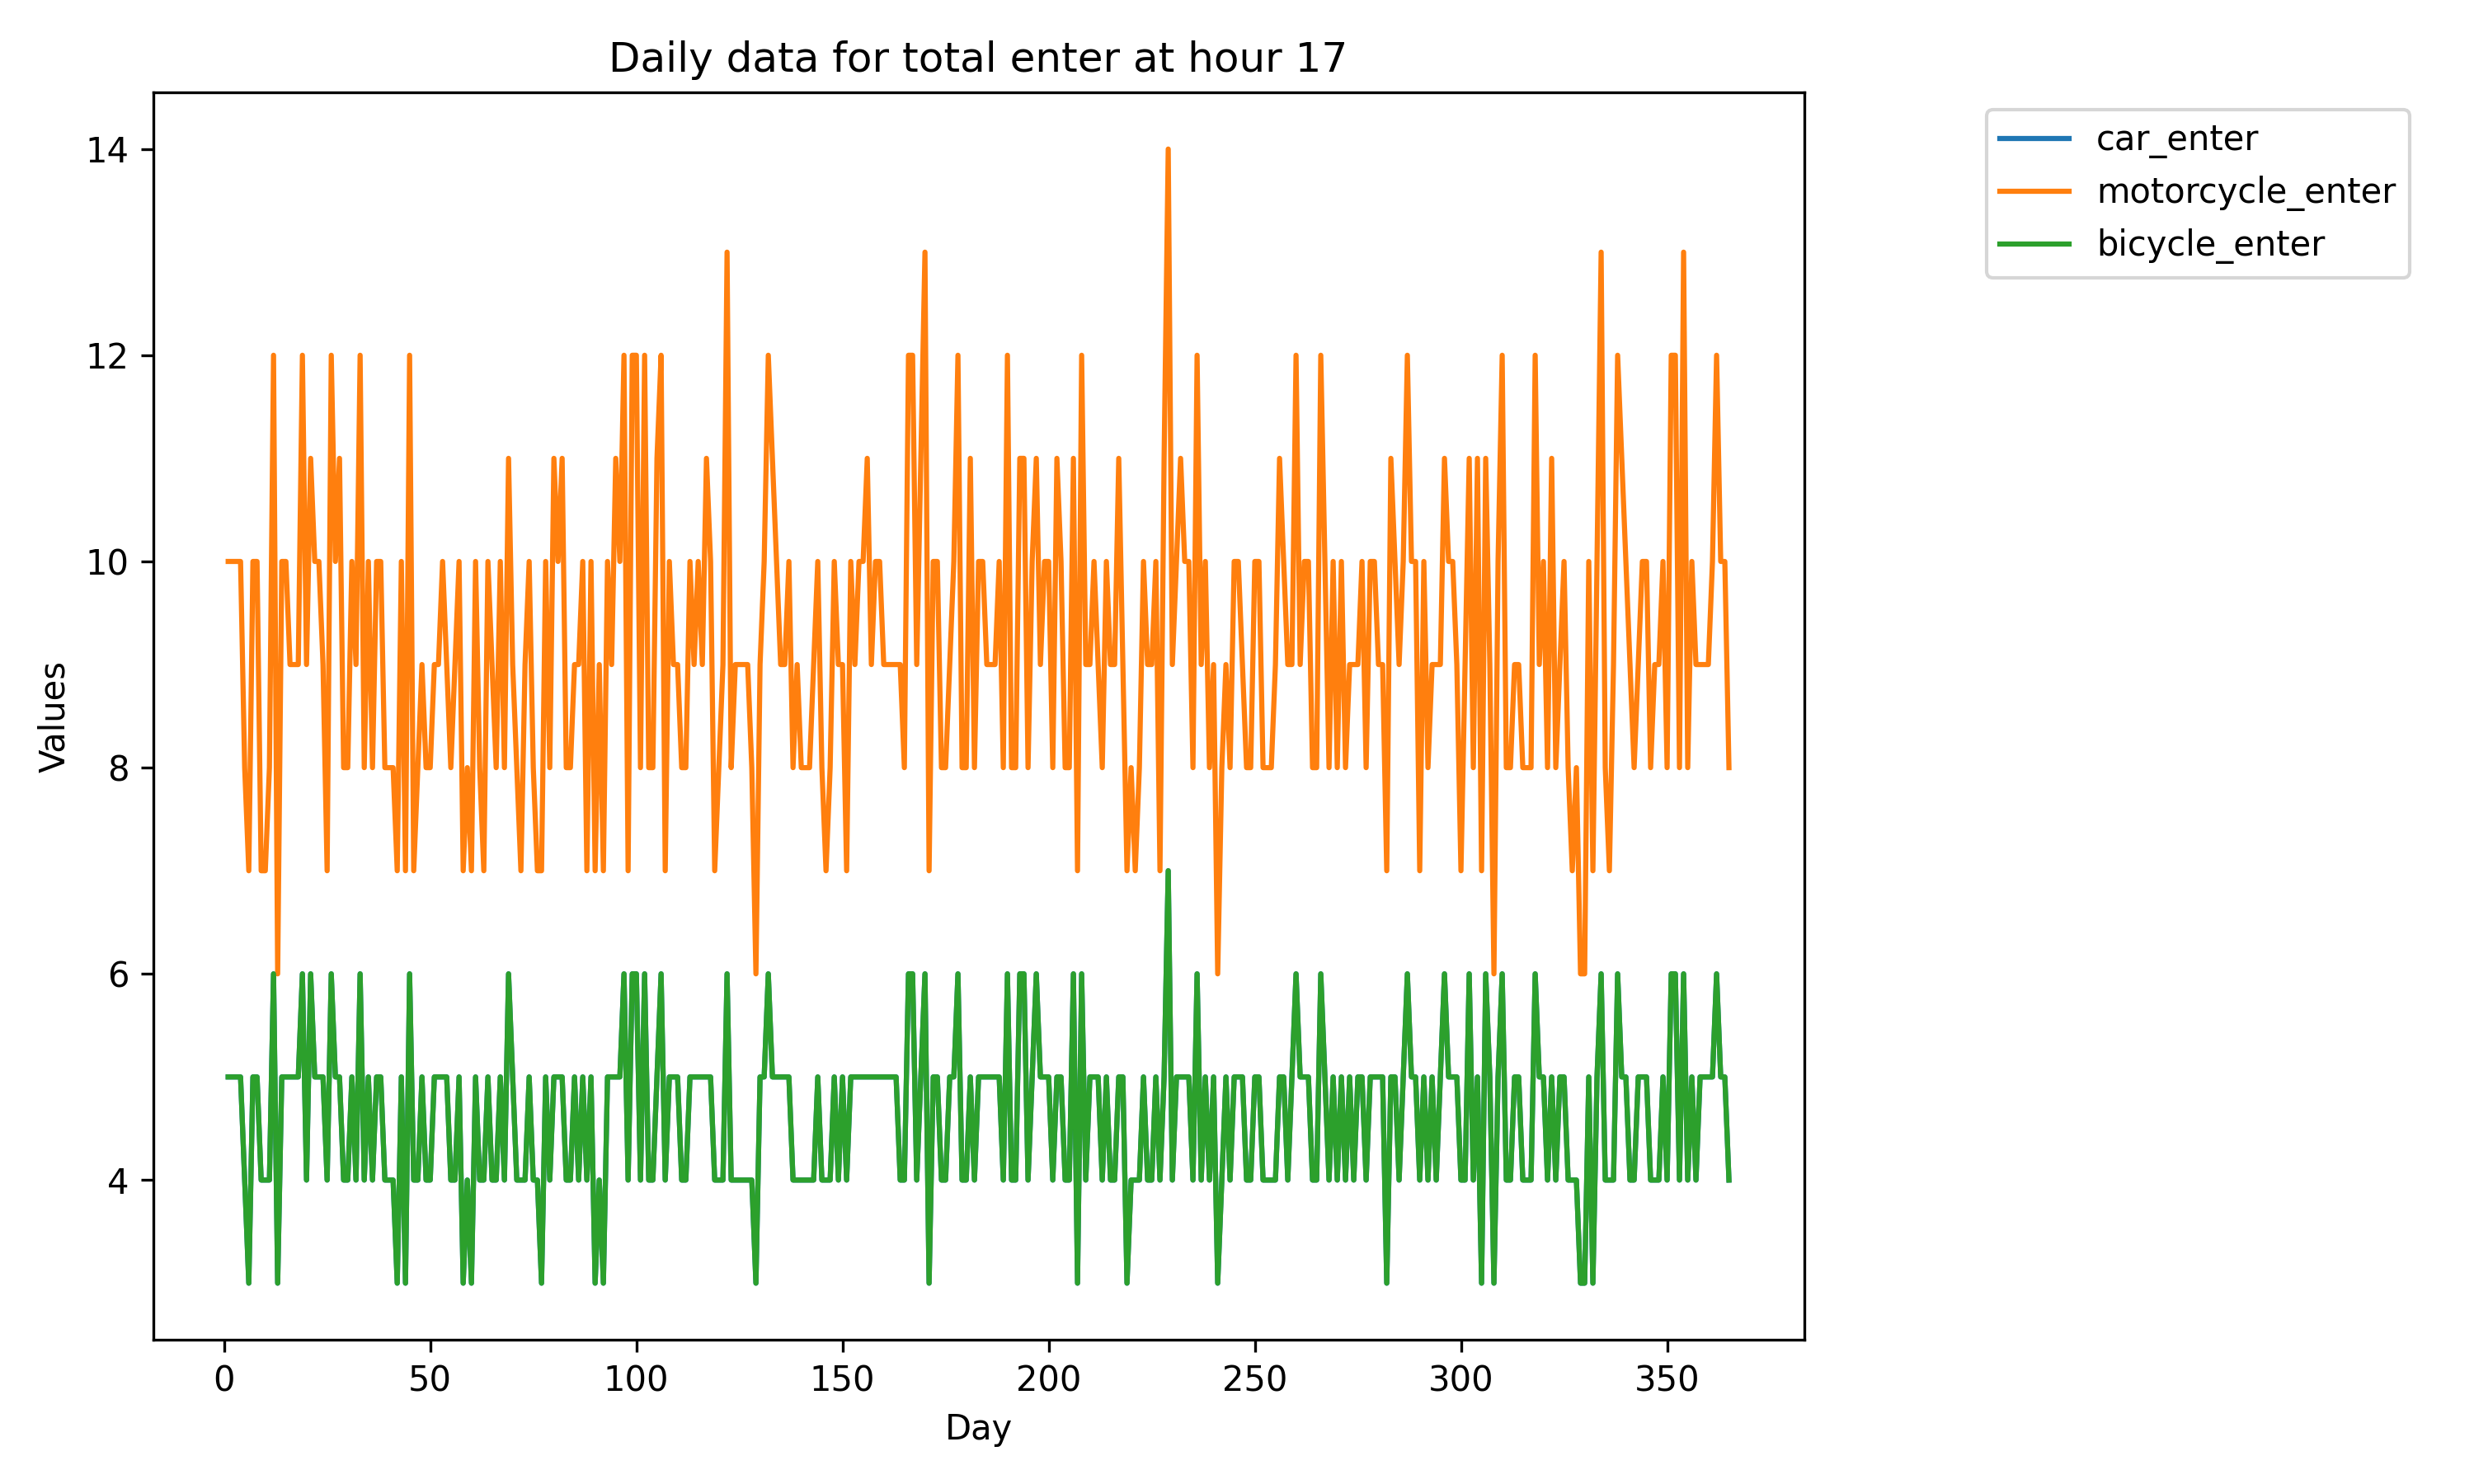 Daily data for total enter at hour 17
car_enter
motorcycle_enter
bicycle_enter
14
12
10
8
6
4
Values
0 50 100 150 200 250 300 350
Day